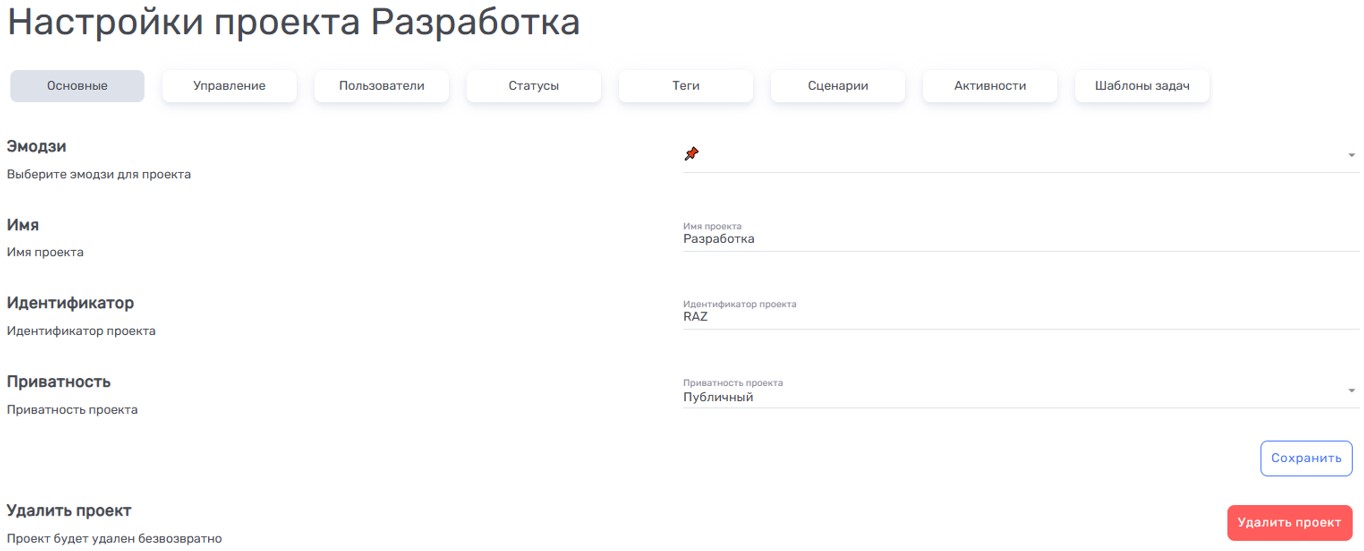 Настройки проекта Разработка
Основные Управление Пользователи Статусы Теги Сценарии Активности Шаблоны задач
Эмодзи
Выберите эмодзи для проекта
Имя
Имя проекта
Имя проекта
Разработка
Идентификатор
Идентификатор проекта
Идентификатор проекта
RAZ
Приватность
Приватность проекта
Приватность проекта
Публичный
Сохранить
Удалить проект
Проект будет удален безвозвратно
Удалить проект